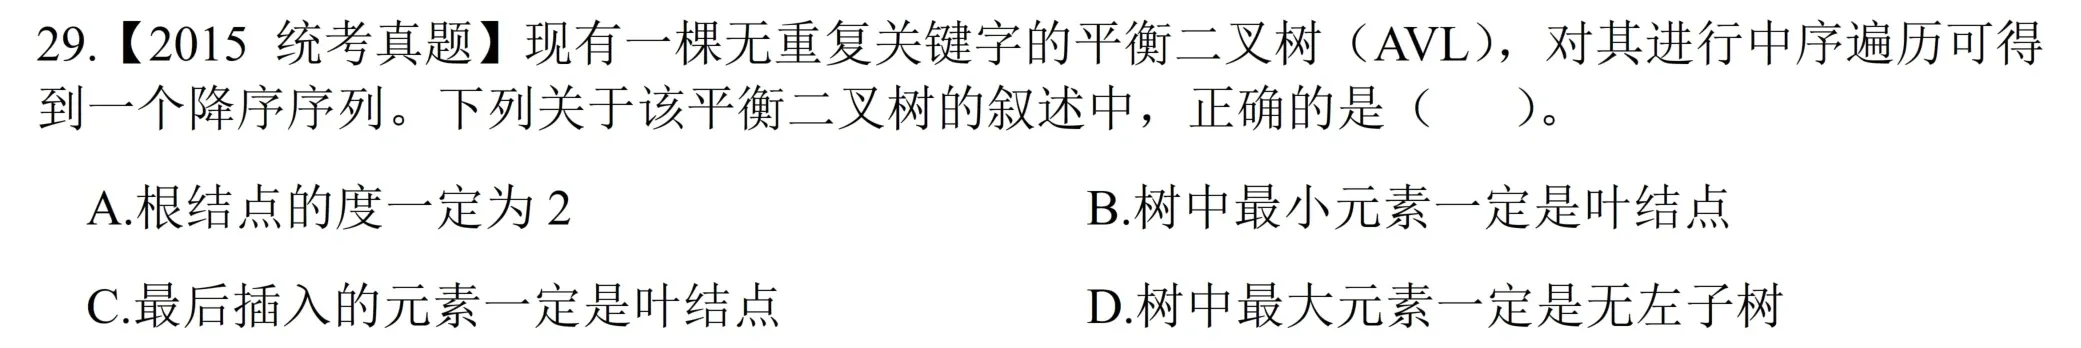 29.【2015 统考真题】现有一棵无重复关键字的平衡二叉树（AVL），对其进行中序遍历可得
到一个降序序列。下列关于该平衡二叉树的叙述中，正确的是（ ）。
A.根结点的度一定为 2 B.树中最小元素一定是叶结点
C.最后插入的元素一定是叶结点 D.树中最大元素一定是无左子树